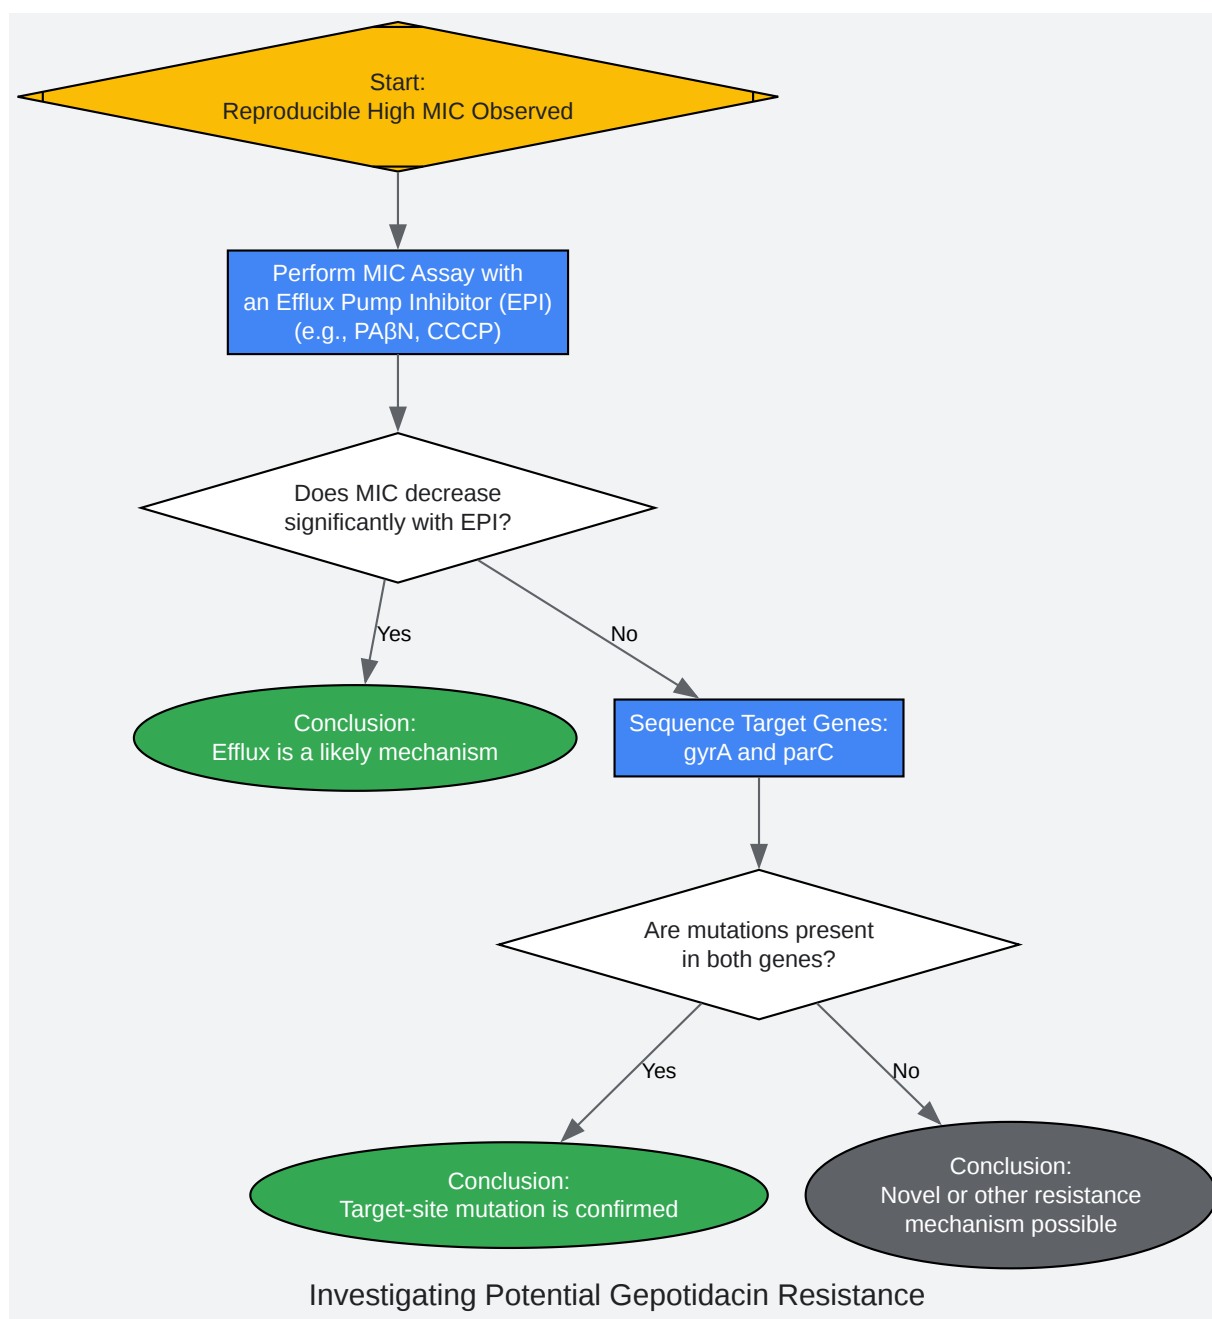 Start:
Reproducible High MIC Observed
Perform MIC Assay with
an Efflux Pump Inhibitor (EPI)
(e.g., PAβN, CCCP)
Does MIC decrease
significantly with EPI?
Yes
No
Conclusion:
Efflux is a likely mechanism
Sequence Target Genes:
gyrA and parC
Are mutations present
in both genes?
Yes
No
Conclusion:
Target-site mutation is confirmed
Conclusion:
Novel or other resistance
mechanism possible
Investigating Potential Gepotidacin Resistance